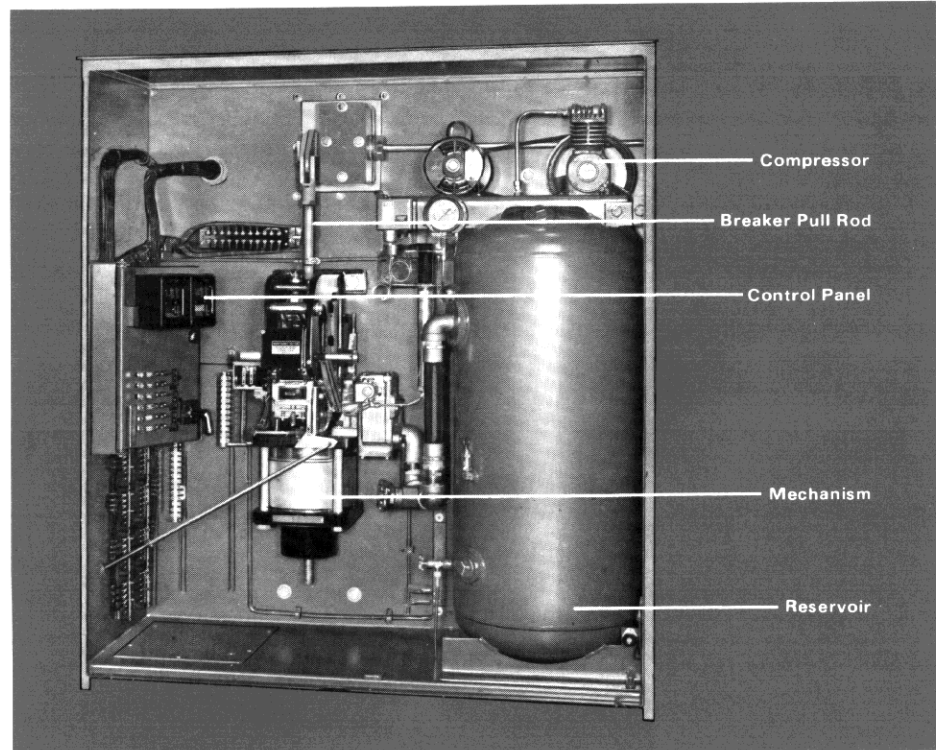 Compressor
Breaker Pull Rod
Control Panel
Mechanism
Reservoir